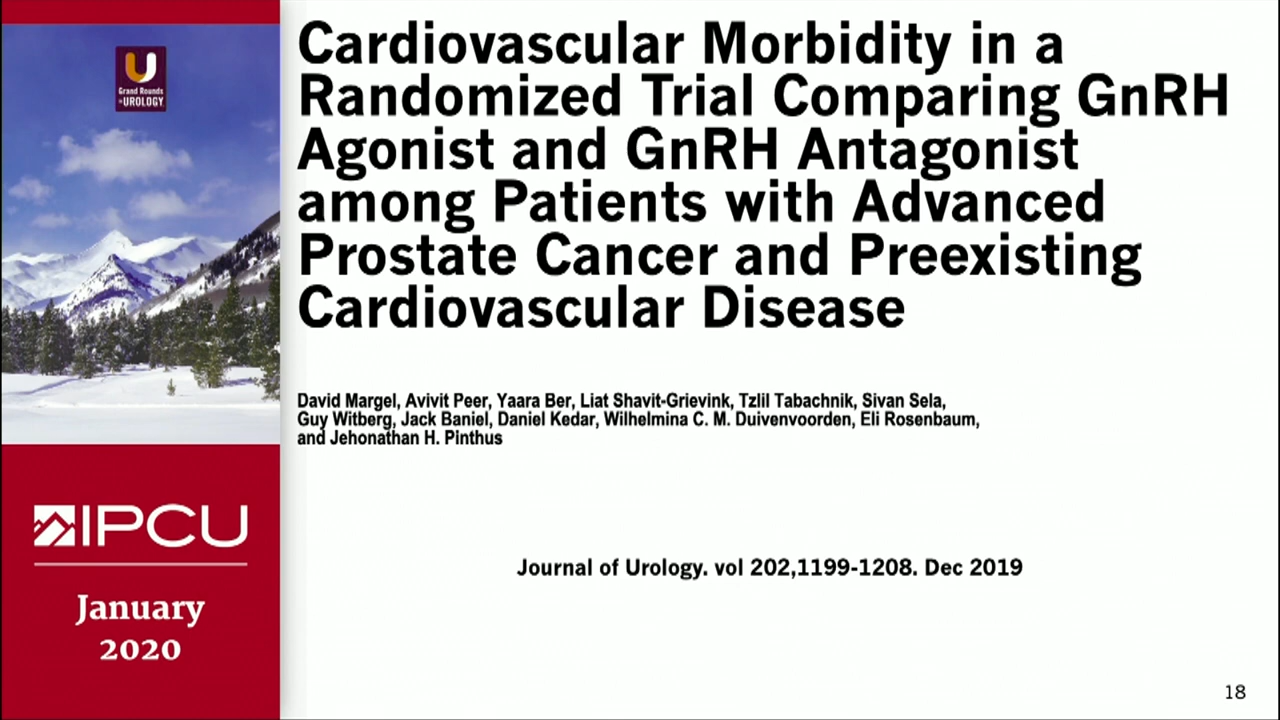 Grand Rounds
in UROLOGY
Cardiovascular Morbidity in a
Randomized Trial Comparing GnRH
Agonist and GnRH Antagonist
among Patients with Advanced
Prostate Cancer and Preexisting
Cardiovascular Disease
David Margel, Avivit Peer, Yaara Ber, Liat Shavit-Grievink, Tzlil Tabachnik, Sivan Sela,
Guy Witberg, Jack Baniel, Daniel Kedar, Wilhelmina C. M. Duivenvoorden, Eli Rosenbaum,
and Jehonathan H. Pinthus
Journal of Urology. vol 202,1199-1208. Dec 2019
IPCU
January
2020
18